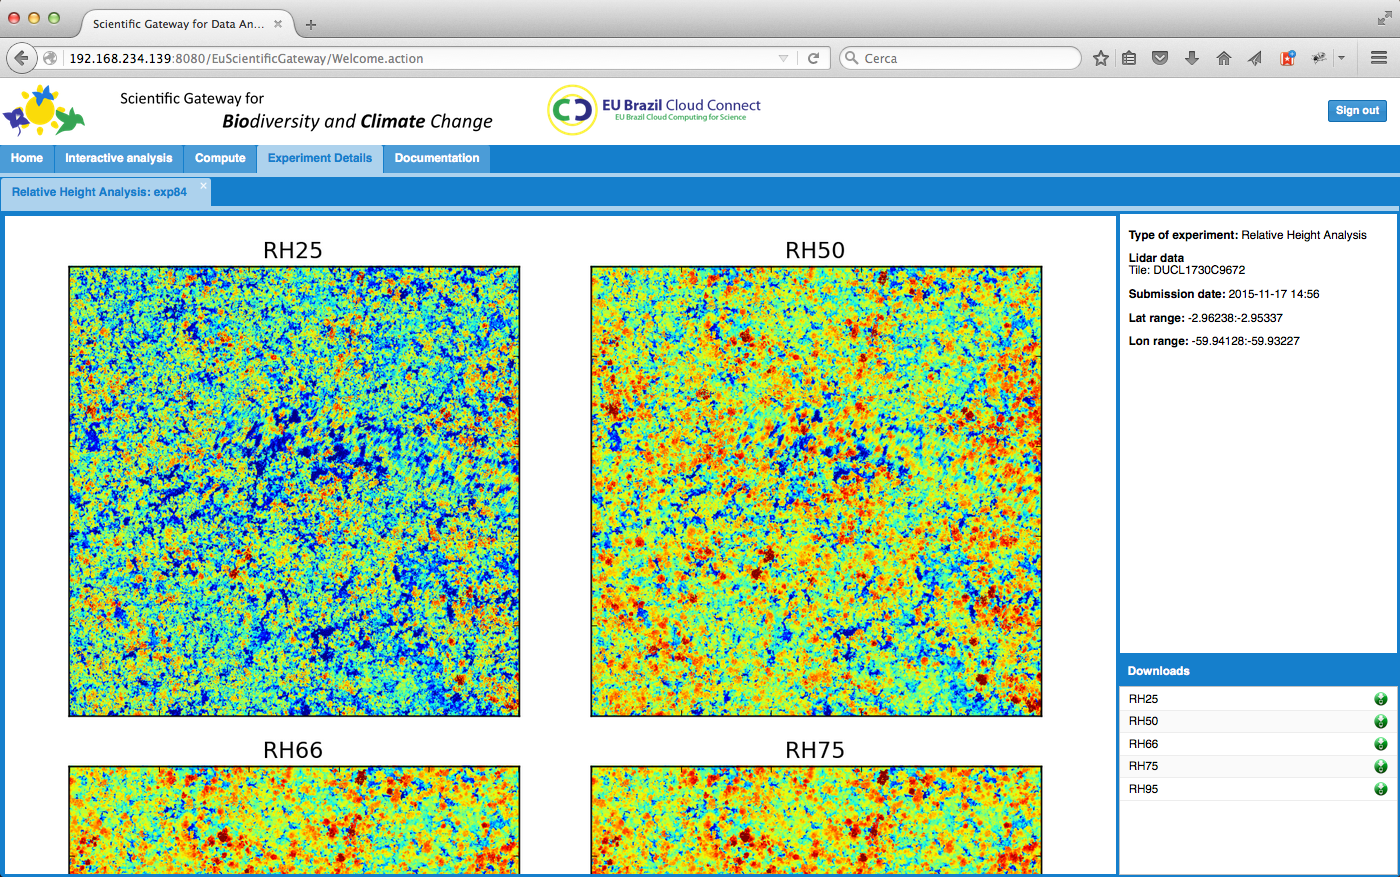 Scientific Gateway for Data An...
192.168.234.139:8080/EuScientificGateway/Welcome.action
Cerca
Scientific Gateway for
Biodiversity and Climate Change
EU Brazil Cloud Connect
EU Brazil Cloud Computing for Science
Sign out
Home
Interactive analysis
Compute
Experiment Details
Documentation
Relative Height Analysis: exp84
RH25
RH50
RH66
RH75
Type of experiment: Relative Height Analysis
Lidar data
Tile: DUCL1730C9672
Submission date: 2015-11-17 14:56
Lat range: -2.96238:-2.95337
Lon range: -59.94128:-59.93227
Downloads
RH25
RH50
RH66
RH75
RH95